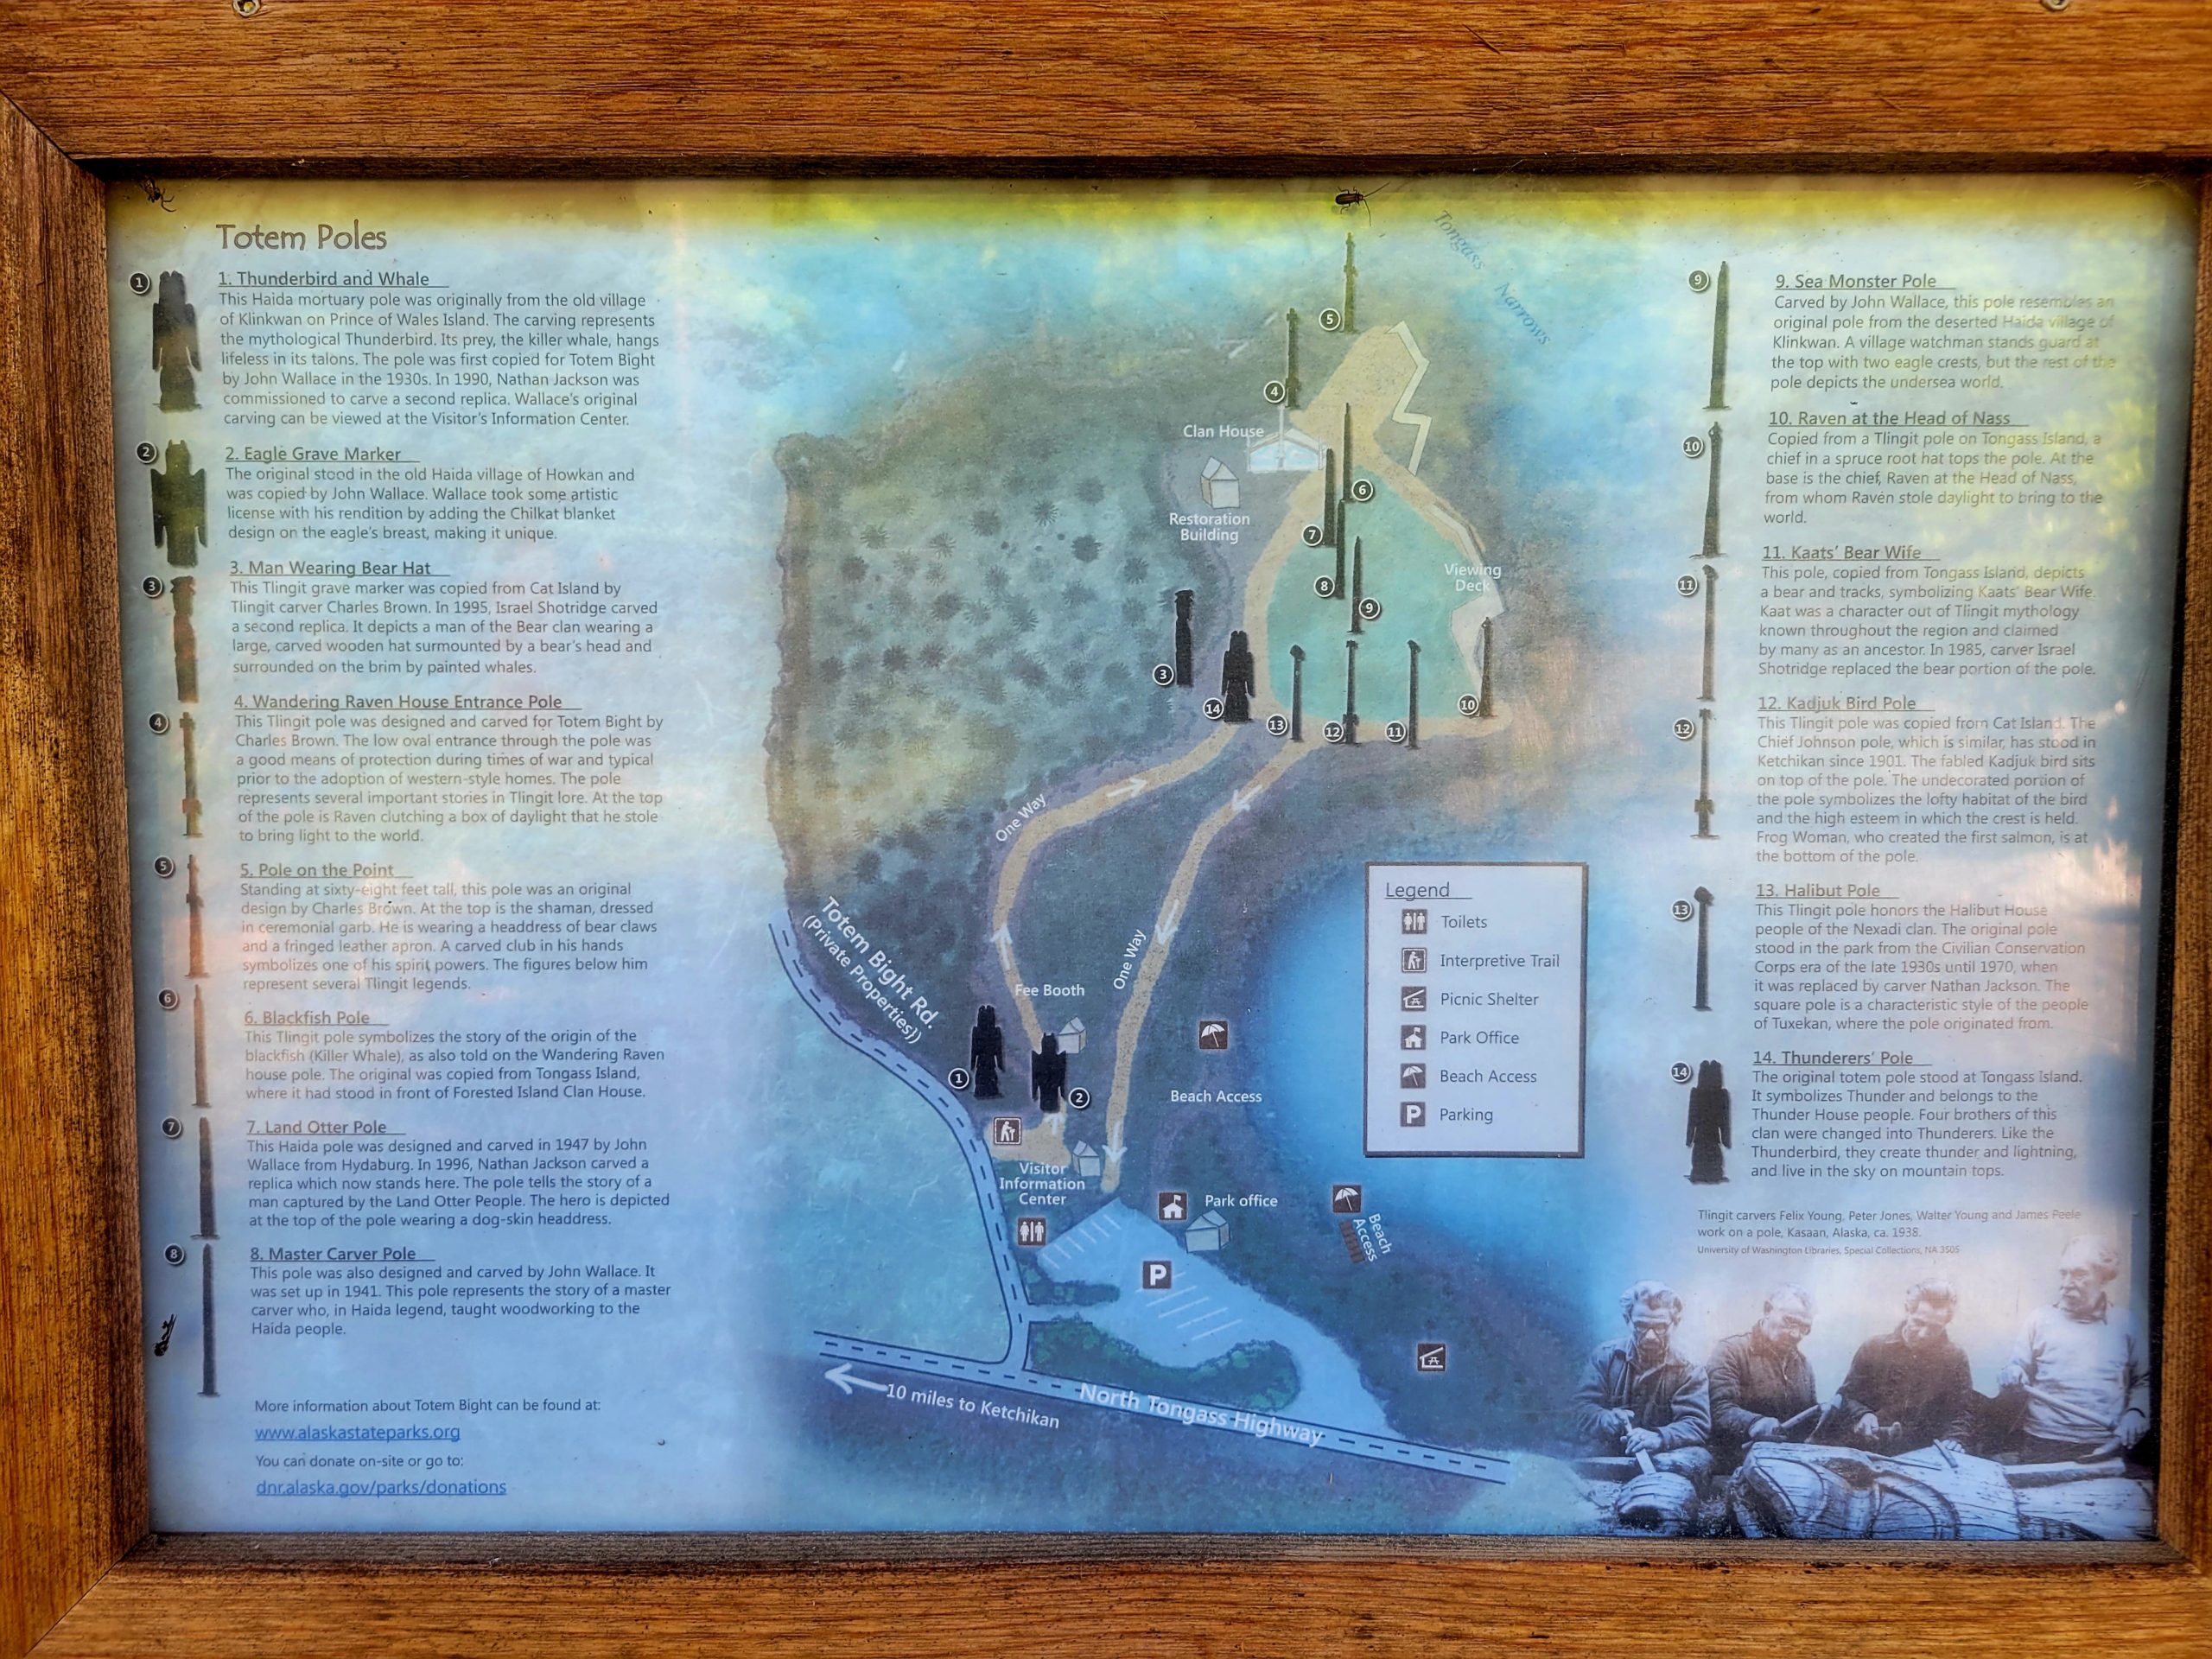 Totem Poles
1. Thunderbird and Whale
This Haida mortuary pole was originally from the old village
of Klinkwan on Prince of Wales Island. The carving represents
the mythological Thunderbird. Its prey, the killer whale, hangs
lifeless in its talons. The pole was first copied for Totem Bight
by John Wallace in the 1930s. In 1990, Nathan Jackson was
commissioned to carve a second replica. Wallace's original
carving can be viewed at the Visitor's Information Center.
2. Eagle Grave Marker
The original stood in the old Haida village of Howkan and
was copied by John Wallace. Wallace took some artistic
license with his rendition by adding the Chilkat blanket
design on the eagle's breast, making it unique.
3. Man Wearing Bear Hat
This Tlingit grave marker was copied from Cat Island by
Tlingit carver Charles Brown. In 1995, Israel Shotridge carved
a second replica. It depicts a man of the Bear clan wearing a
large, carved wooden hat surmounted by a bear's head and
surrounded on the brim by painted whales.
4. Wandering Raven House Entrance Pole
This Tlingit pole was designed and carved for Totem Bight by
Charles Brown. The low oval entrance through the pole was
a good means of protection during times of war and typical
prior to the adoption of western-style homes. The pole
represents several important stories in Tlingit lore. At the top
of the pole is Raven clutching a box of daylight that he stole
to bring light to the world.
5. Pole on the Point
Standing at sixty-eight feet tall, this pole was an original
design by Charles Brown. At the top is the shaman, dressed
in ceremonial garb. He is wearing a headdress of bear claws
and a fringed leather apron. A carved club in his hands
symbolizes one of his spirit powers. The figures below him
represent several Tlingit legends.
6. Blackfish Pole
This Tlingit pole symbolizes the story of the origin of the
blackfish (Killer Whale), as also told on the Wandering Raven
house pole. The original was copied from Tongass Island,
where it had stood in front of Forested Island Clan House.
7. Land Otter Pole
This Haida pole was designed and carved in 1947 by John
Wallace from Hydaburg. In 1996, Nathan Jackson carved a
replica which now stands here. The pole tells the story of a
man captured by the Land Otter People. The hero is depicted
at the top of the pole wearing a dog-skin headdress.
8. Master Carver Pole
This pole was also designed and carved by John Wallace. It
was set up in 1941. This pole represents the story of a master
carver who, in Haida legend, taught woodworking to the
Haida people.
More information about Totem Bight can be found at:
www.alaskastateparks.org
You can donate on-site or go to:
dnr.alaska.gov/parks/donations
1
2
3
4
5
6
7
8
Tongass Narrows
5
4
Clan House
Restoration
Building
6
7
8
9
Viewing
Deck
3
14
13
12
11
10
One Way
One Way
Totem Bight Rd.
(Private Properties))
Fee Booth
1
2
Beach Access
Visitor
Information
Center
Park office
Beach
Access
P
North Tongass Highway
10 miles to Ketchikan
Legend
Toilets
Interpretive Trail
Picnic Shelter
Park Office
Beach Access
P Parking
9
10
11
12
13
14
9. Sea Monster Pole
Carved by John Wallace, this pole resembles an
original pole from the deserted Haida village of
Klinkwan. A village watchman stands guard at
the top with two eagle crests, but the rest of the
pole depicts the undersea world.
10. Raven at the Head of Nass
Copied from a Tlingit pole on Tongass Island, a
chief in a spruce root hat tops the pole. At the
base is the chief, Raven at the Head of Nass,
from whom Raven stole daylight to bring to the
world.
11. Kaats' Bear Wife
This pole, copied from Tongass Island, depicts
a bear and tracks, symbolizing Kaats' Bear Wife.
Kaat was a character out of Tlingit mythology
known throughout the region and claimed
by many as an ancestor. In 1985, carver Israel
Shotridge replaced the bear portion of the pole.
12. Kadjuk Bird Pole
This Tlingit pole was copied from Cat Island. The
Chief Johnson pole, which is similar, has stood in
Ketchikan since 1901. The fabled Kadjuk bird sits
on top of the pole. The undecorated portion of
the pole symbolizes the lofty habitat of the bird
and the high esteem in which the crest is held.
Frog Woman, who created the first salmon, is at
the bottom of the pole.
13. Halibut Pole
This Tlingit pole honors the Halibut House
people of the Nexadi clan. The original pole
stood in the park from the Civilian Conservation
Corps era of the late 1930s until 1970, when
it was replaced by carver Nathan Jackson. The
square pole is a characteristic style of the people
of Tuxekan, where the pole originated from.
14. Thunderers' Pole
The original totem pole stood at Tongass Island.
It symbolizes Thunder and belongs to the
Thunder House people. Four brothers of this
clan were changed into Thunderers. Like the
Thunderbird, they create thunder and lightning,
and live in the sky on mountain tops.
Tlingit carvers Felix Young, Peter Jones, Walter Young and James Peele
work on a pole, Kasaan, Alaska, ca. 1938.
University of Washington Libraries, Special Collections, NA 3505